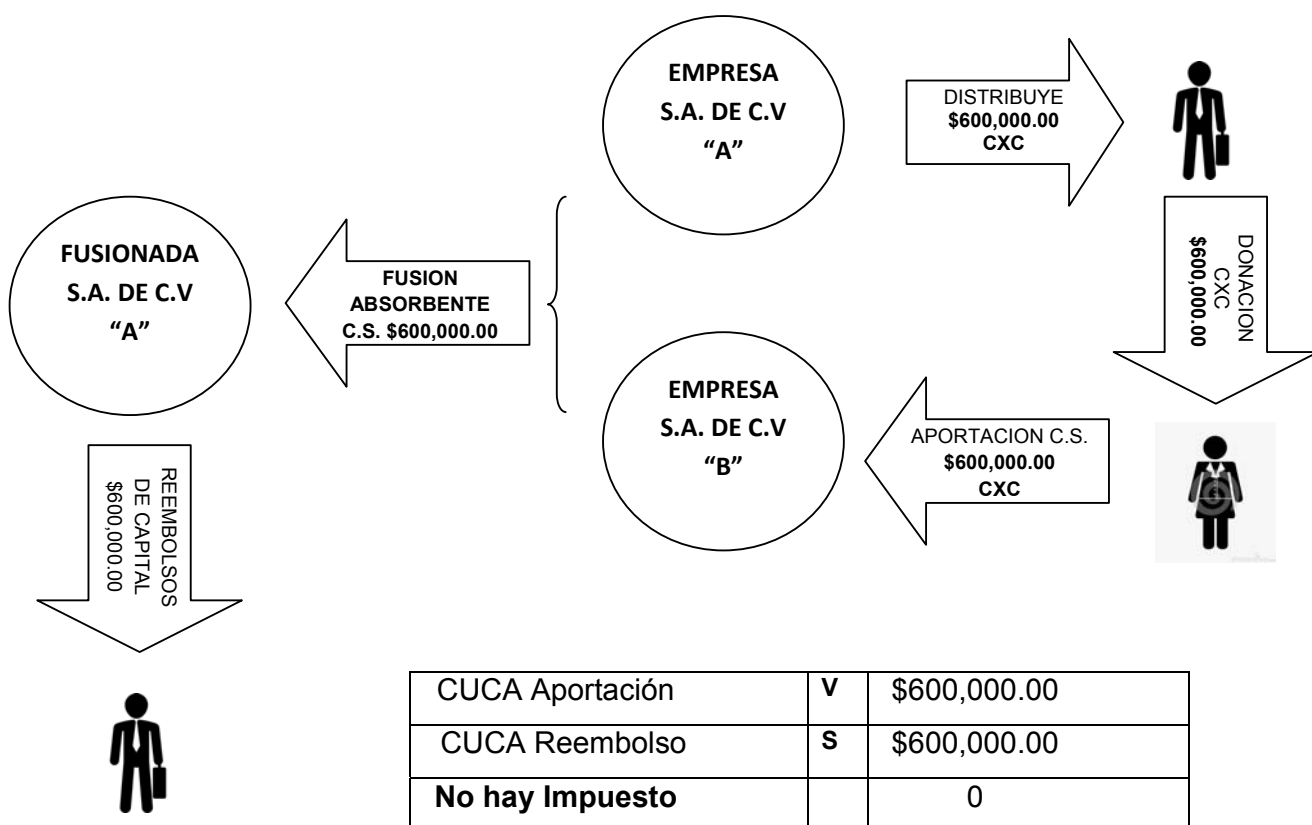 EMPRESA
S.A. DE C.V
“A”
DISTRIBUYE
$600,000.00
CXC
DONACION
CXC
$600,000.00
FUSIONADA
S.A. DE C.V
“A”
FUSION
ABSORBENTE
C.S. $600,000.00
EMPRESA
S.A. DE C.V
“B”
APORTACION C.S.
$600,000.00
CXC
REEMBOLSOS
DE CAPITAL
$600,000.00
CUCA Aportación V $600,000.00
CUCA Reembolso S $600,000.00
No hay Impuesto 0